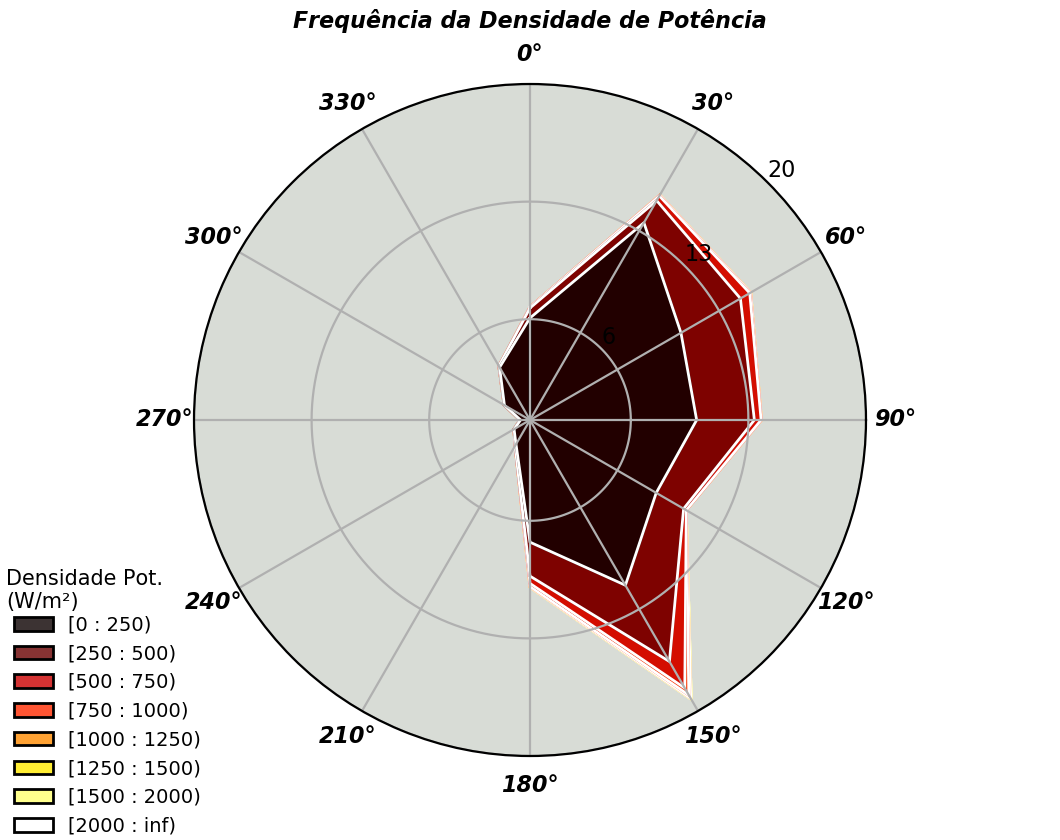 Frequência da Densidade de Potência
0°
330°
30°
20
300°
60°
13
6
270°
90°
240°
120°
210°
150°
180°
Densidade Pot.
(W/m²)
[0 : 250)
[250 : 500)
[500 : 750)
[750 : 1000)
[1000 : 1250)
[1250 : 1500)
[1500 : 2000)
[2000 : inf)